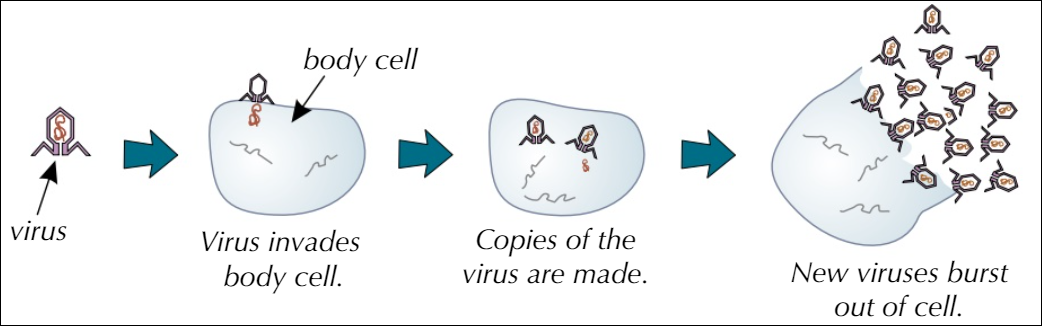 virus
body cell
Virus invades
body cell.
Copies of the
virus are made.
New viruses burst
out of cell.